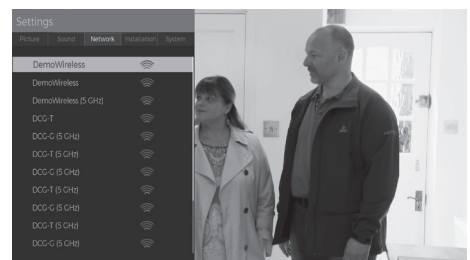 Settings
Picture Sound Network Installation System
DemoWireless
DemoWireless
DemoWireless (5 GHz)
DCG-T
DCG-G (5 GHz)
DCG-T (5 GHz)
DCG-G (5 GHz)
DCG-T (5 GHz)
DCG-G (5 GHz)
DCG-T (5 GHz)
DCG-G (5 GHz)